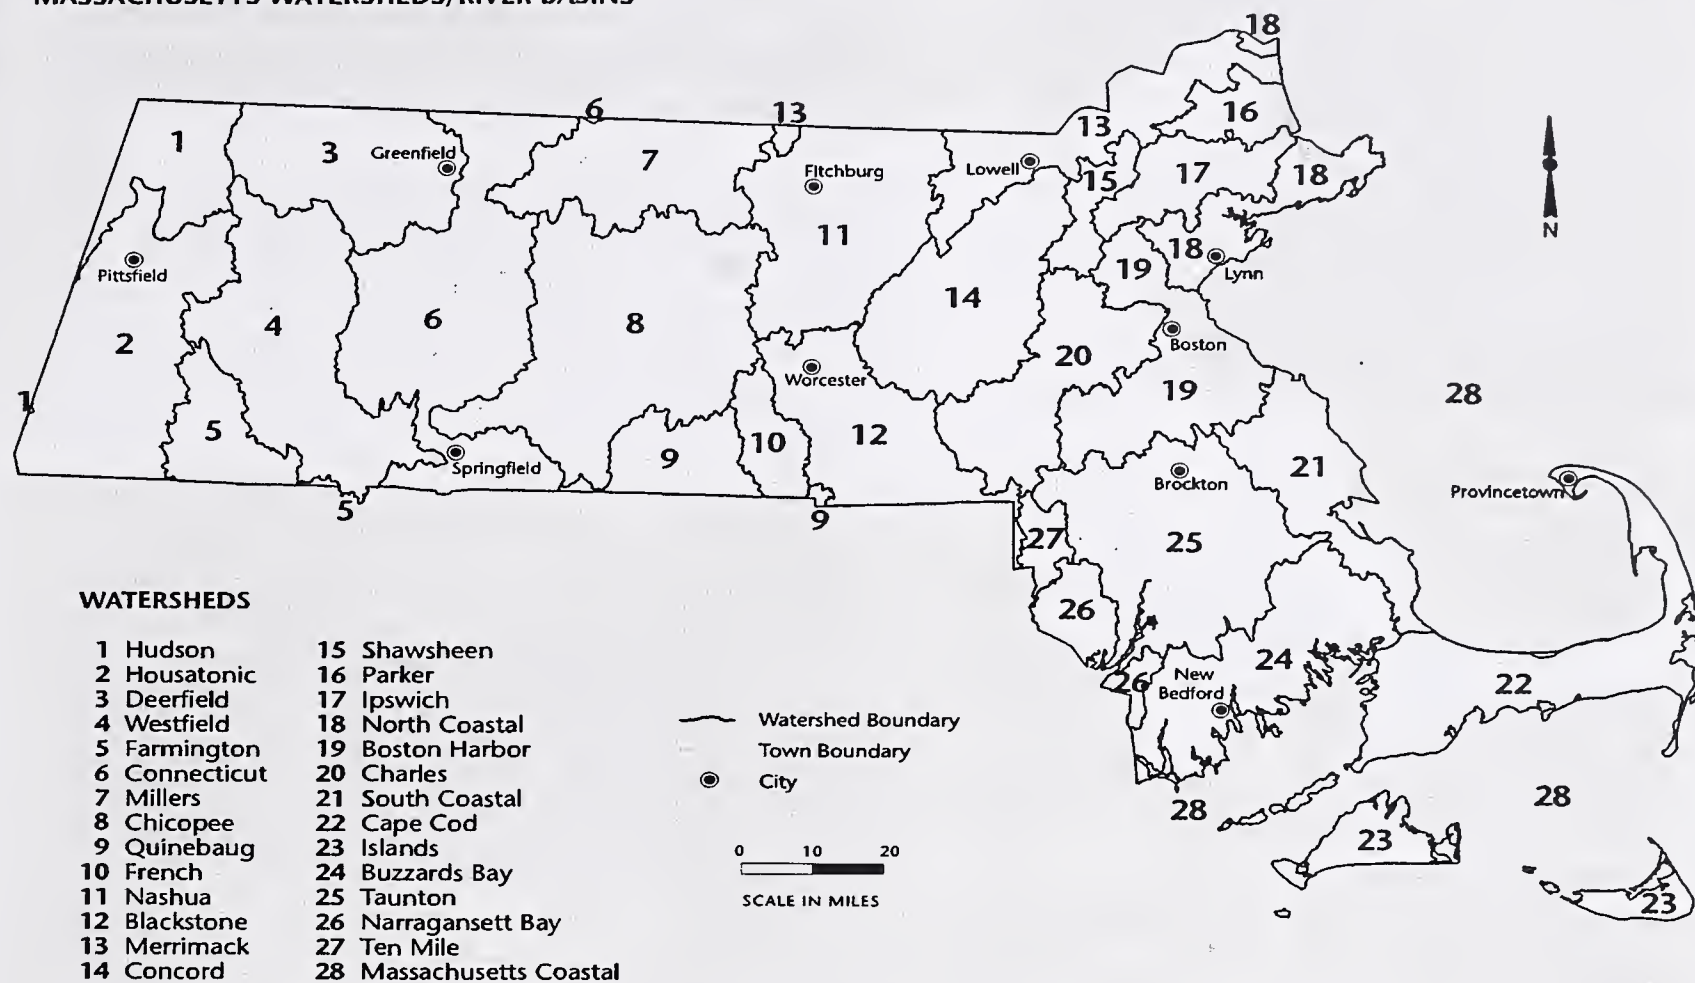 MASSACHUSETTS WATERSHEDS/RIVER BASINS
18
16
6
13
13
1
3
Greenfield
7
Fitchburg
Lowell
15
17
18
11
N
Pittsfield
18
19
Lynn
14
2
4
6
8
Boston
20
Worcester
1
19
28
5
Springfield
9
10
12
21
Brockton
Provincetown
5
9
27
25
26
24
26
New
Bedford
22
28
28
23
23
WATERSHEDS
1 Hudson
2 Housatonic
3 Deerfield
4 Westfield
5 Farmington
6 Connecticut
7 Millers
8 Chicopee
9 Quinebaug
10 French
11 Nashua
12 Blackstone
13 Merrimack
14 Concord
15 Shawsheen
16 Parker
17 Ipswich
18 North Coastal
19 Boston Harbor
20 Charles
21 South Coastal
22 Cape Cod
23 Islands
24 Buzzards Bay
25 Taunton
26 Narragansett Bay
27 Ten Mile
28 Massachusetts Coastal
Watershed Boundary
Town Boundary
City
0 10 20
SCALE IN MILES